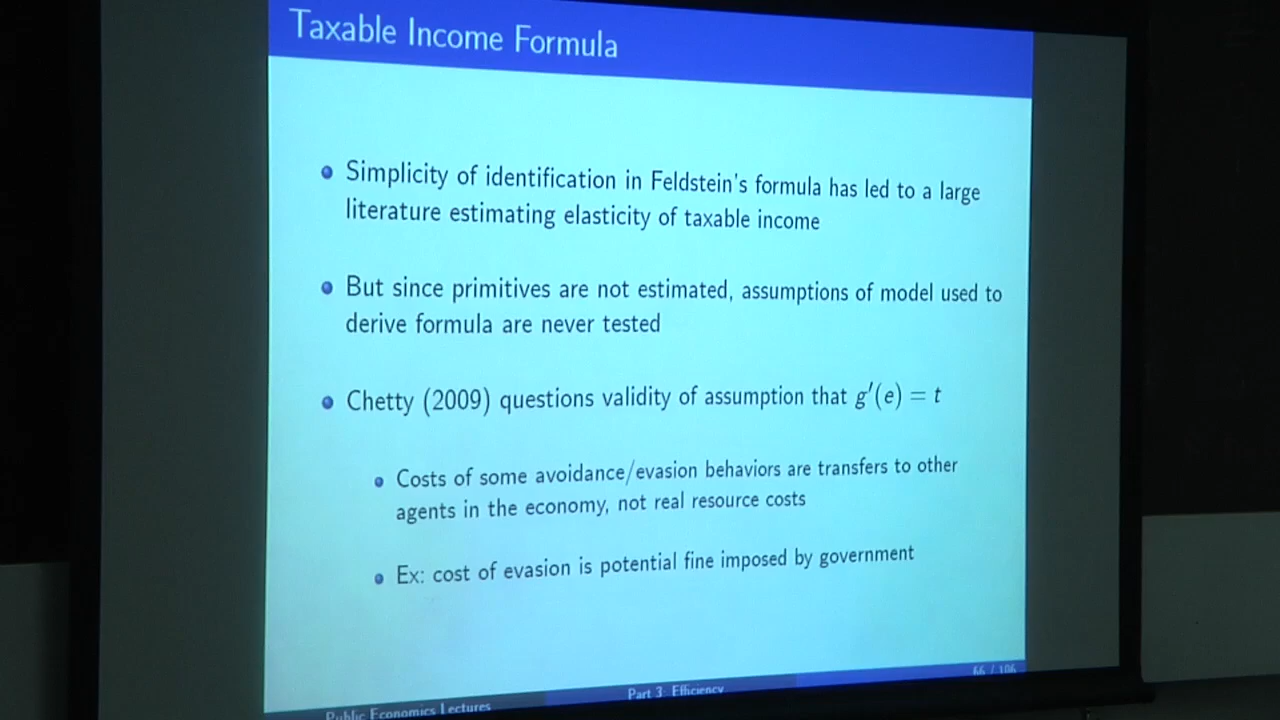 Taxable Income Formula
Simplicity of identification in Feldstein's formula has led to a large
literature estimating elasticity of taxable income
But since primitives are not estimated, assumptions of model used to
derive formula are never tested
Chetty (2009) questions validity of assumption that g′(e) = t
Costs of some avoidance/evasion behaviors are transfers to other
agents in the economy, not real resource costs
Ex: cost of evasion is potential fine imposed by government
66 / 106
Public Economics Lectures
Part 3: Efficiency